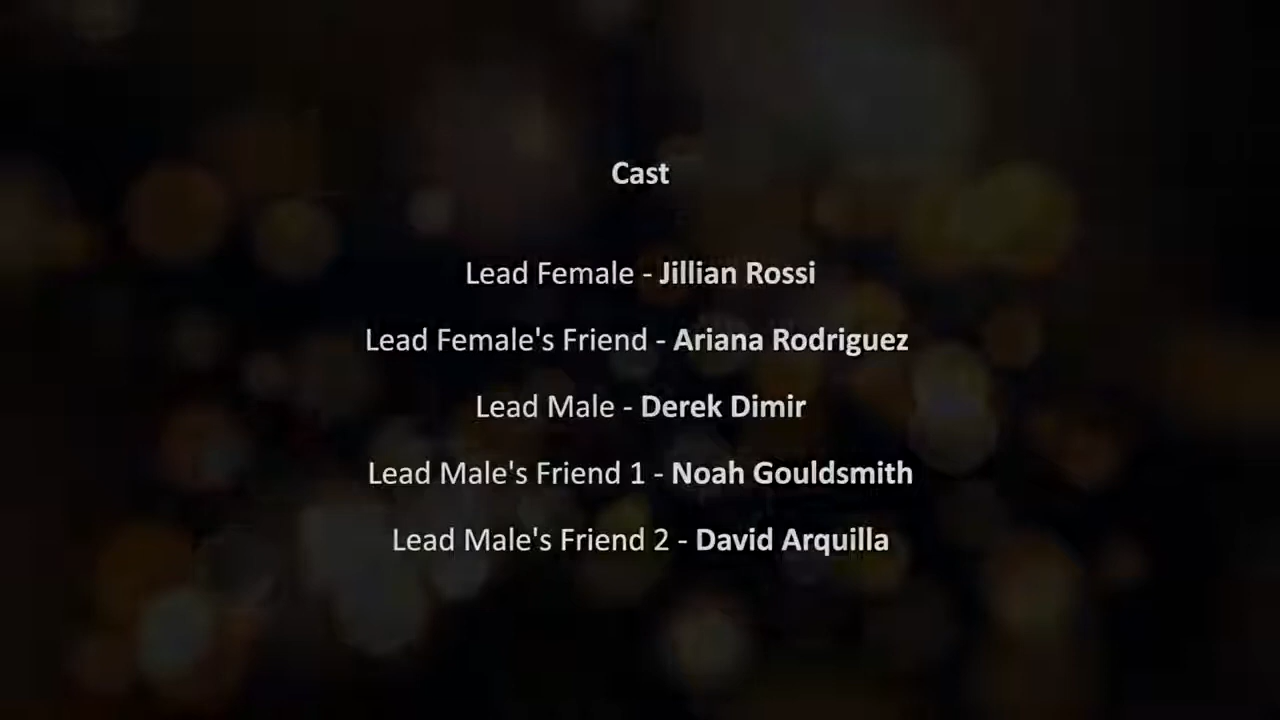 Cast
Lead Female - Jillian Rossi
Lead Female's Friend - Ariana Rodriguez
Lead Male - Derek Dimir
Lead Male's Friend 1 - Noah Gouldsmith
Lead Male's Friend 2 - David Arquilla